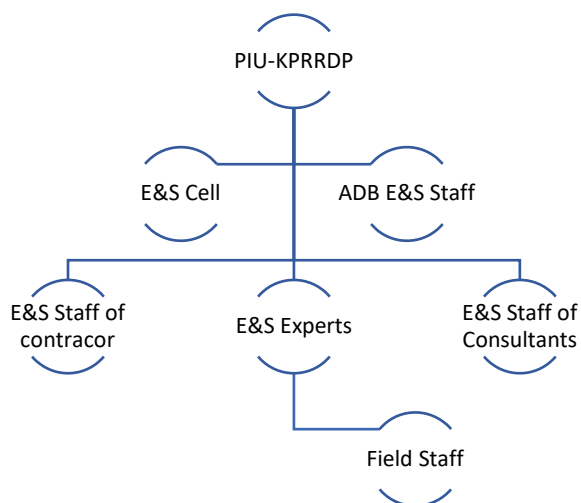 PIU-KPRRDP
E&S Cell
ADB E&S Staff
E&S Staff of
contracor
E&S Experts
E&S Staff of
Consultants
Field Staff